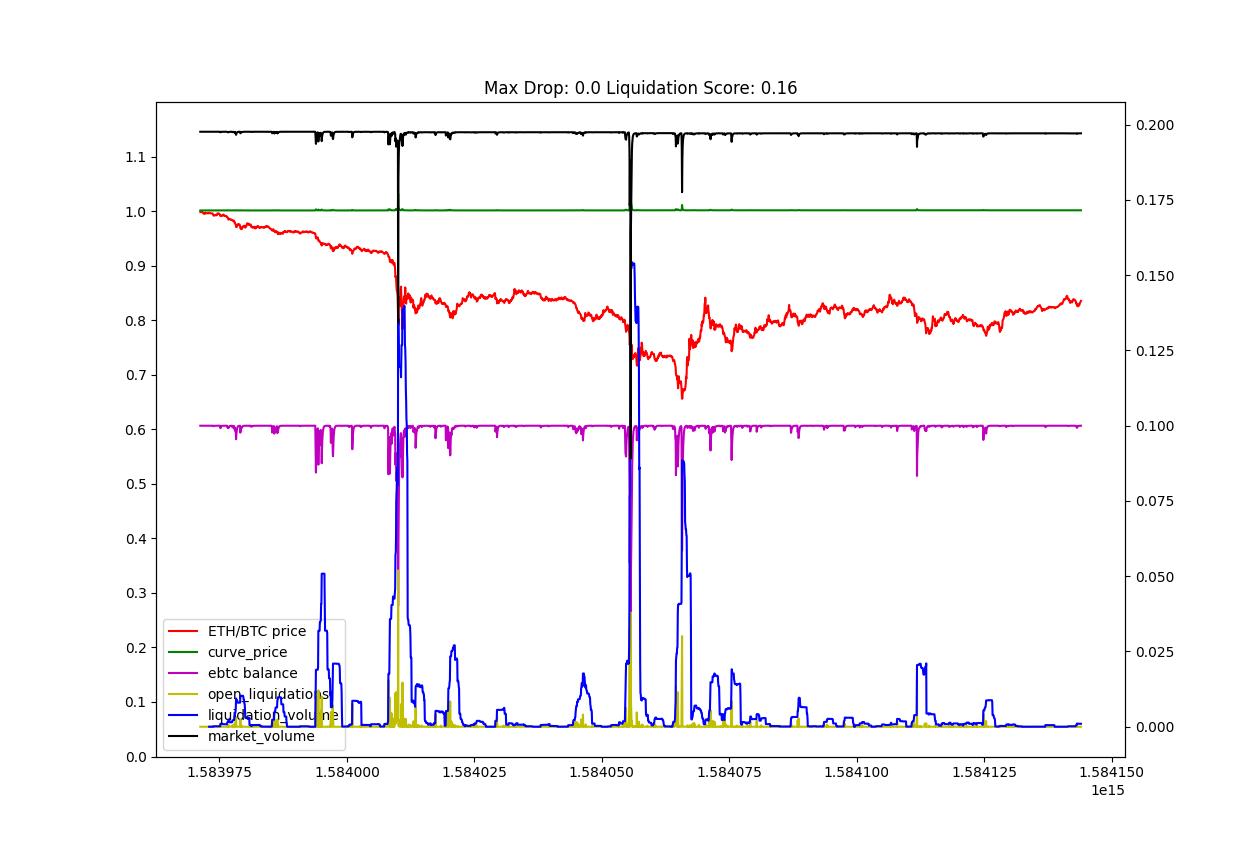 Max Drop: 0.0 Liquidation Score: 0.16
1.1
1.0
0.9
0.8
0.7
0.6
0.5
0.4
0.3
0.2
0.1
0.0
0.200
0.175
0.150
0.125
0.100
0.075
0.050
0.025
0.000
ETH/BTC price
curve_price
ebtc balance
open_liquidations
liquidation_volume
market_volume
1.583975 1.584000 1.584025 1.584050 1.584075 1.584100 1.584125 1.584150
1e15